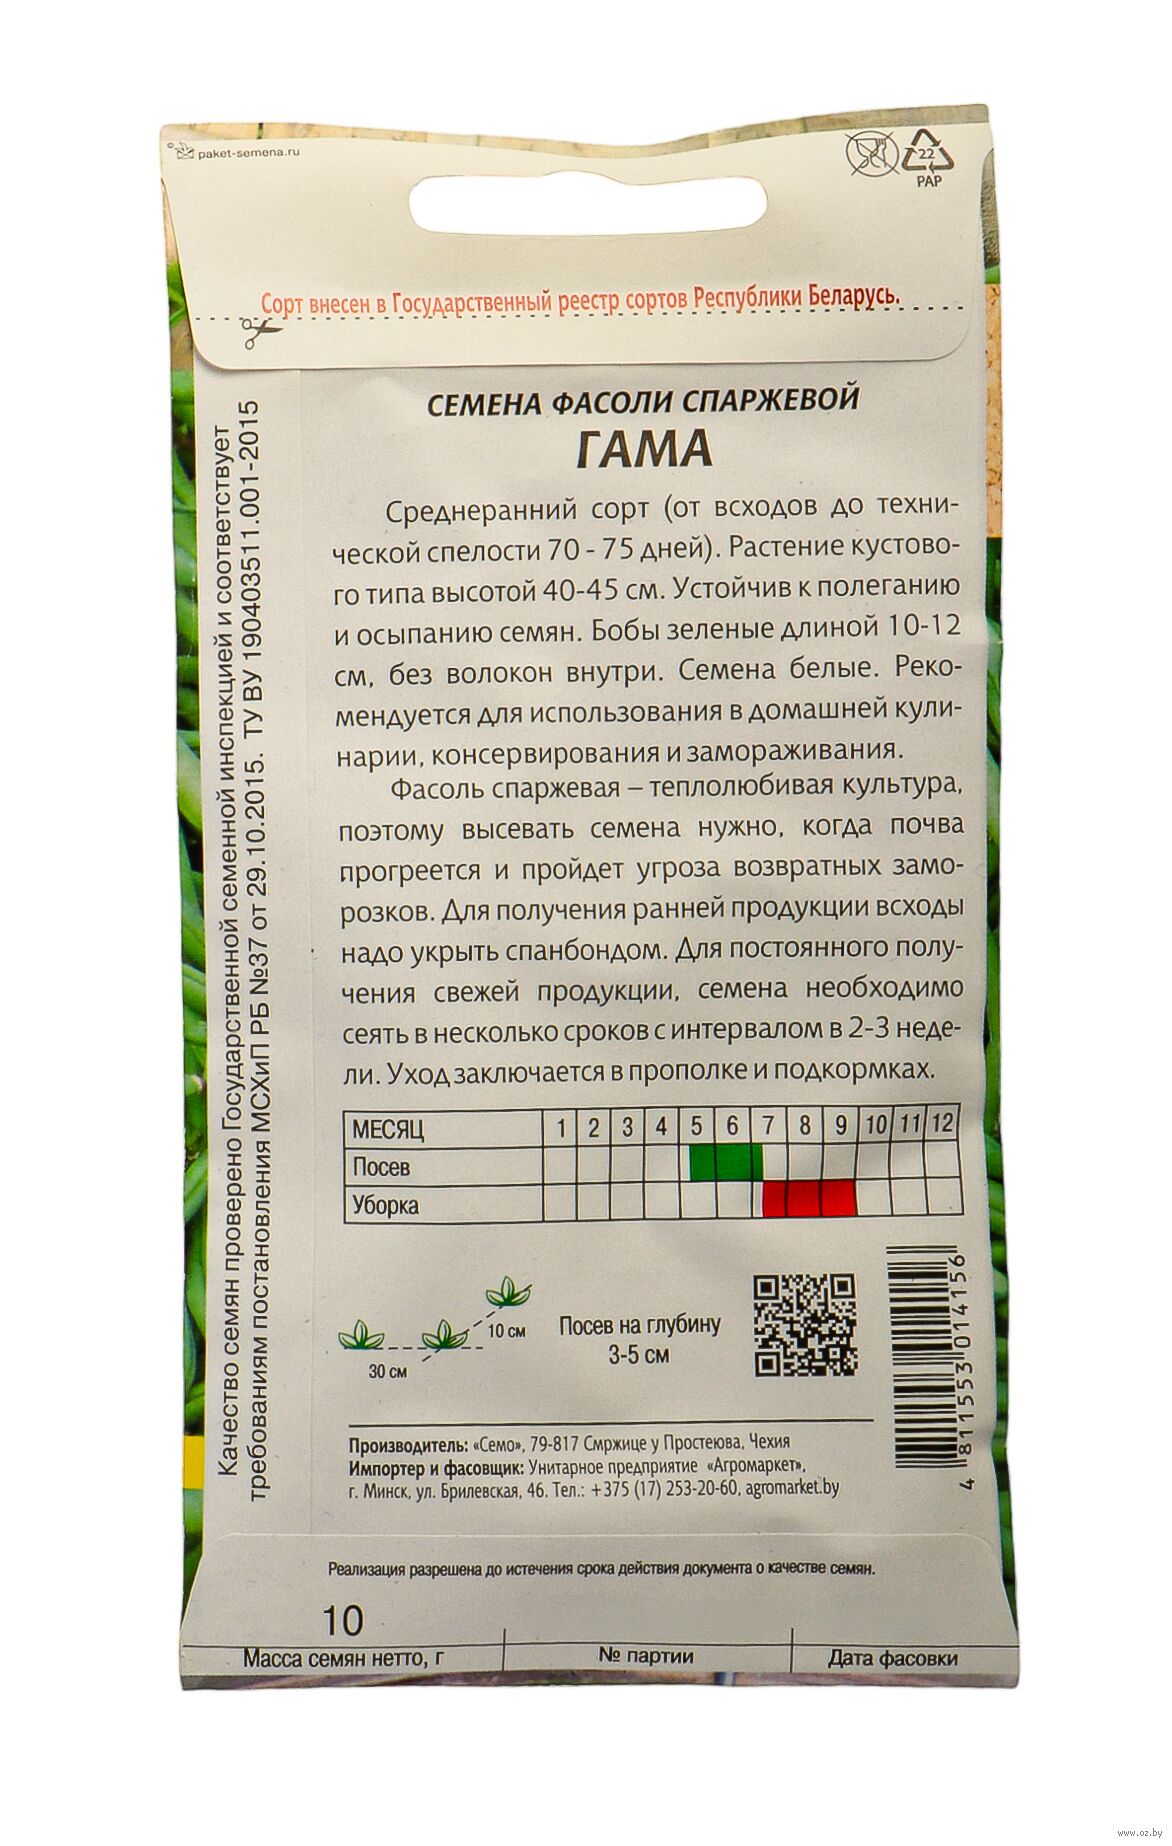 © paket-semena.ru
22
PAP
Сорт внесен в Государственный реестр сортов Республики Беларусь.
СЕМЕНА ФАСОЛИ СПАРЖЕВОЙ
ГАМА
Среднеранний сорт (от всходов до техни-
ческой спелости 70 - 75 дней). Растение кустово-
го типа высотой 40-45 см. Устойчив к полеганию
и осыпанию семян. Бобы зеленые длиной 10-12
см, без волокон внутри. Семена белые. Реко-
мендуется для использования в домашней кули-
нарии, консервирования и замораживания.
Фасоль спаржевая – теплолюбивая культура,
поэтому высевать семена нужно, когда почва
прогреется и пройдет угроза возвратных замо-
розков. Для получения ранней продукции всходы
надо укрыть спанбондом. Для постоянного полу-
чения свежей продукции, семена необходимо
сеять в несколько сроков с интервалом в 2-3 неде-
ли. Уход заключается в прополке и подкормках.
Качество семян проверено Государственной семенной инспекцией и соответствует
требованиям постановления МСХиП РБ №37 от 29.10.2015. ТУ BY 190403511.001-2015
МЕСЯЦ 1 2 3 4 5 6 7 8 9 10 11 12
Посев
Уборка
10 см
30 см
Посев на глубину
3-5 см
4 811553 014156
Производитель: «Семо», 79-817 Смржице у Простеюва, Чехия
Импортер и фасовщик: Унитарное предприятие «Агромаркет»,
г. Минск, ул. Брилевская, 46. Тел.: +375 (17) 253-20-60, agromarket.by
Реализация разрешена до истечения срока действия документа о качестве семян.
10
Масса семян нетто, г № партии Дата фасовки
www.oz.by